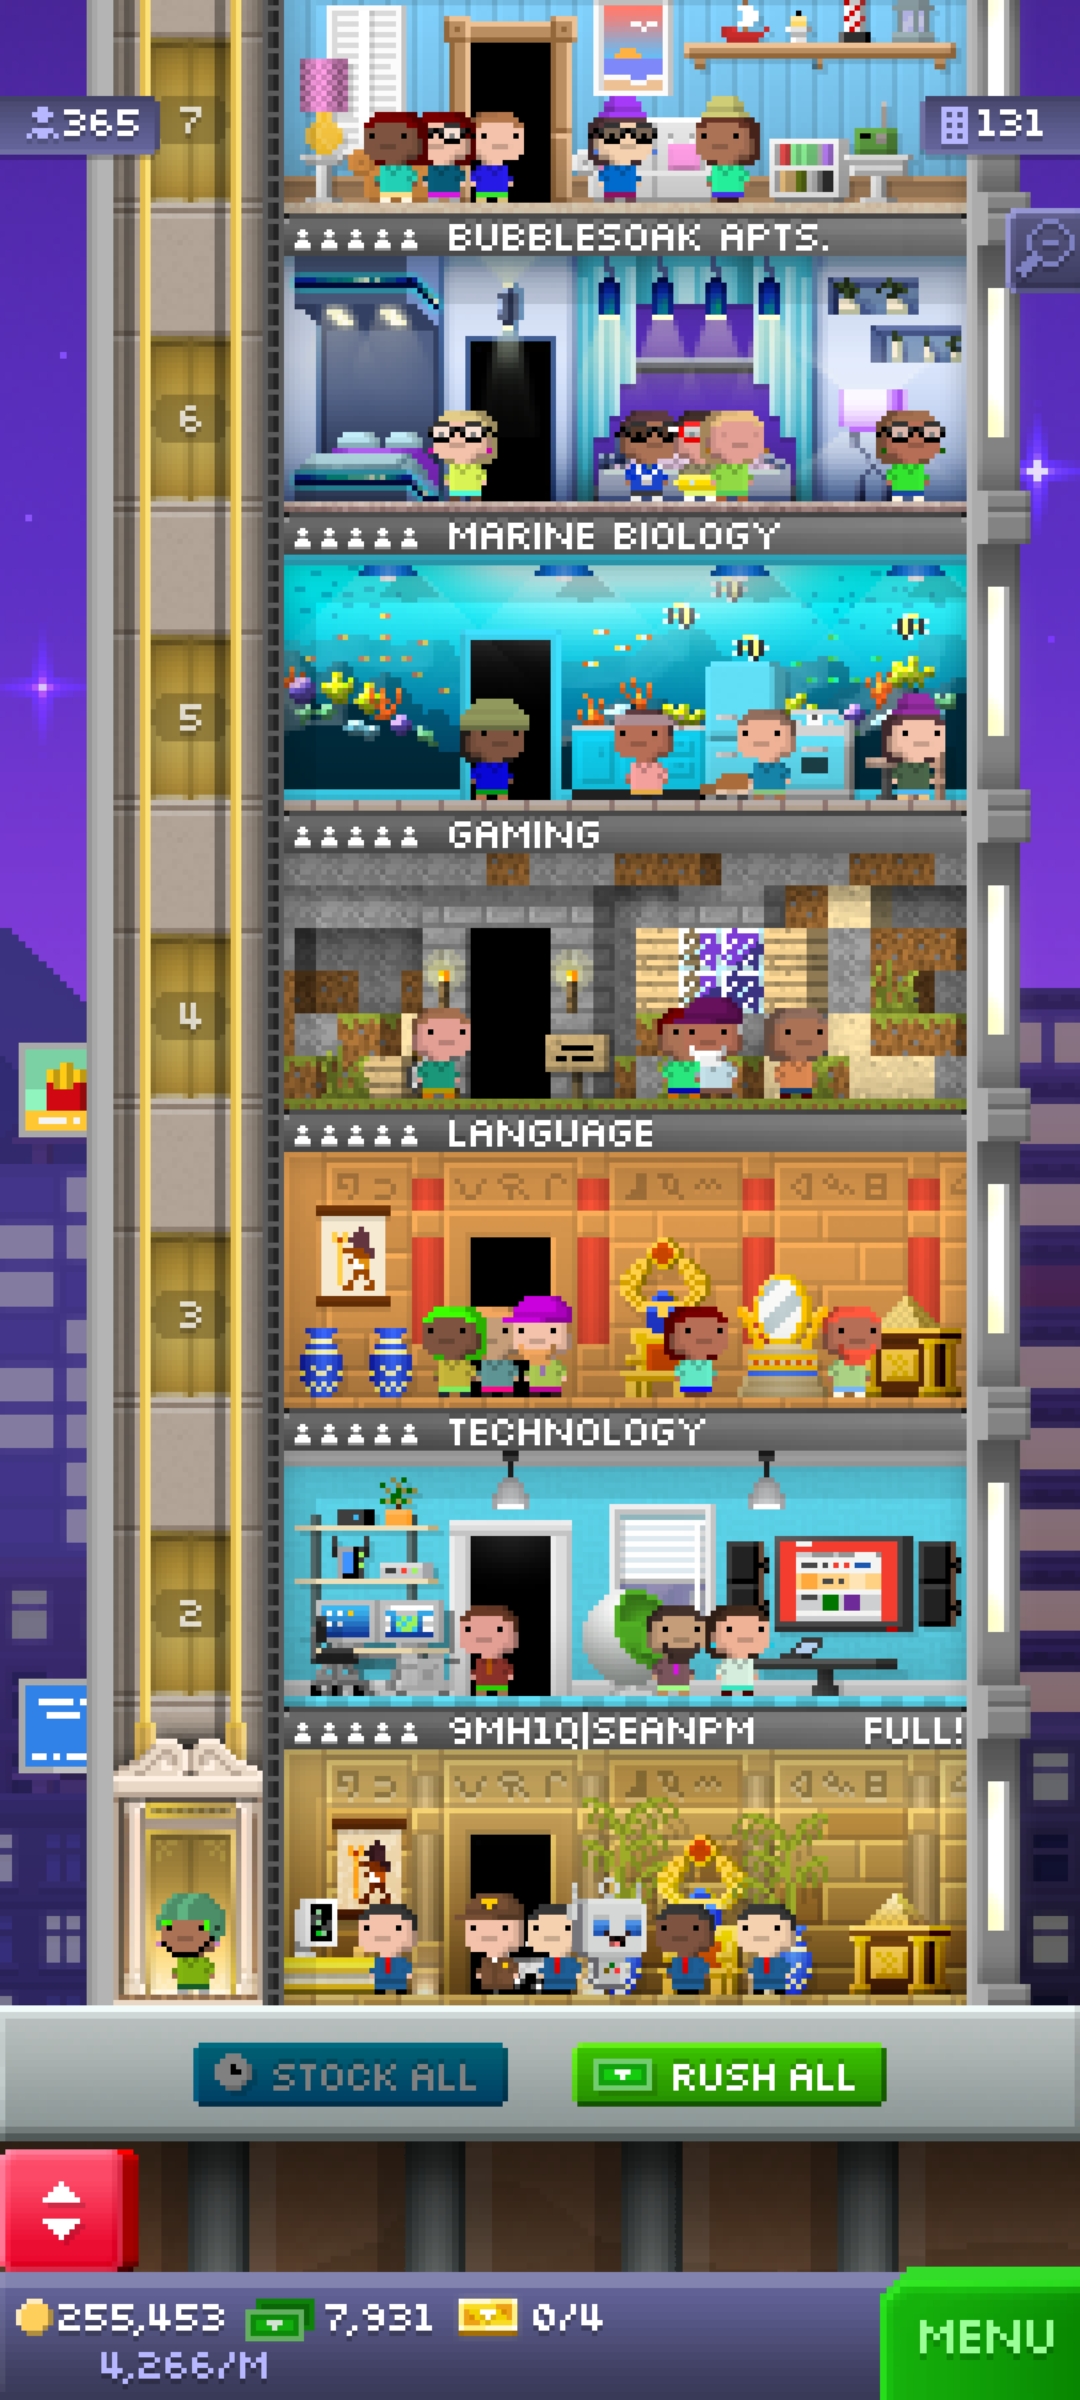 365
7
131
BUBBLESOAK APTS.
6
MARINE BIOLOGY
5
GAMING
4
LANGUAGE
3
TECHNOLOGY
2
9MH1Q|SEANPM FULL!
STOCK ALL
RUSH ALL
255,453 7,931 0/4
4,266/M
MENU